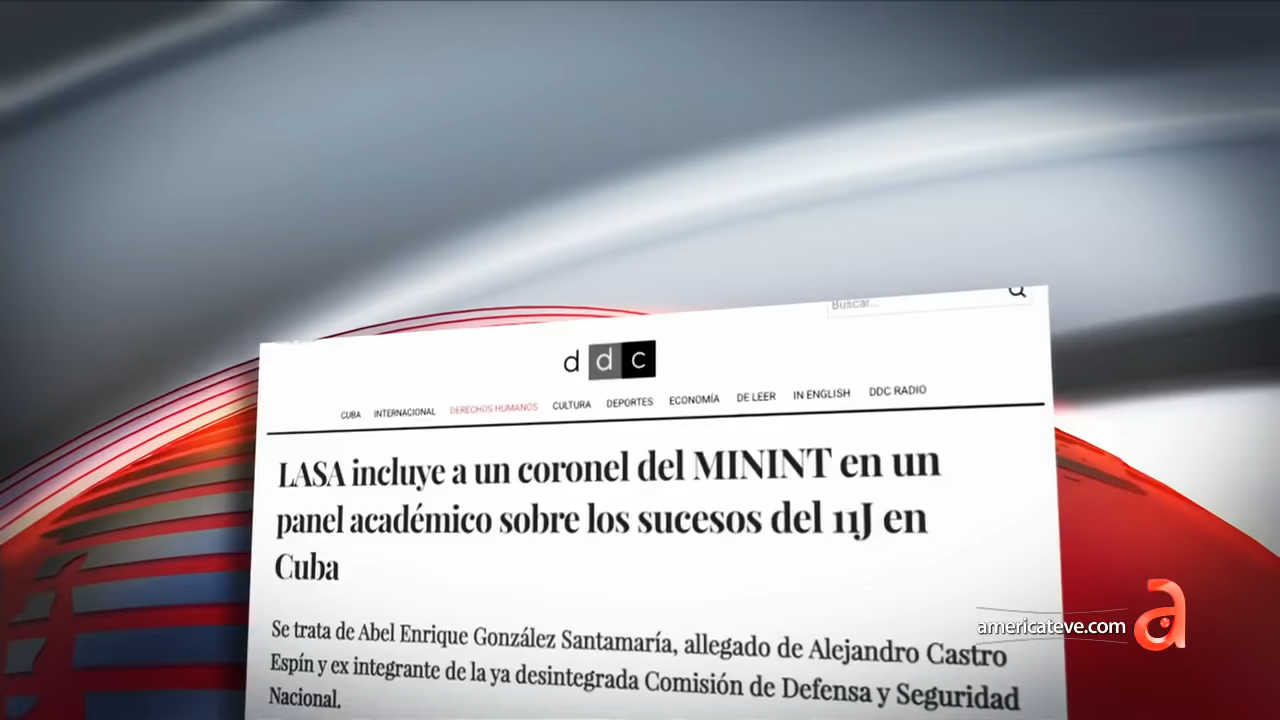 Buscar...
d d c
CUBA INTERNACIONAL DERECHOS HUMANOS CULTURA DEPORTES ECONOMÍA DE LEER IN ENGLISH DDC RADIO
LASA incluye a un coronel del MININT en un
panel académico sobre los sucesos del 11J en
Cuba
Se trata de Abel Enrique González Santamaría, allegado de Alejandro Castro
Espín y ex integrante de la ya desintegrada Comisión de Defensa y Seguridad
Nacional.
americateve.com a